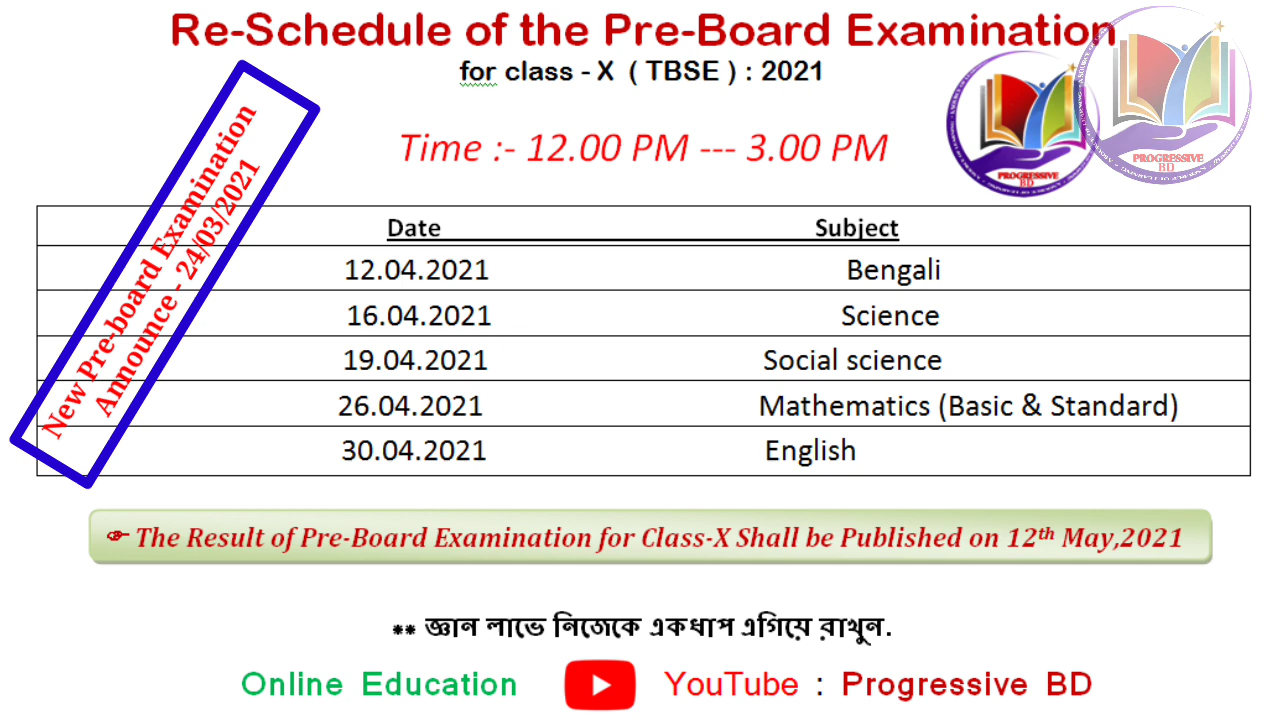 Re-Schedule of the Pre-Board Examination
for class - X ( TBSE ) : 2021
Time :- 12.00 PM --- 3.00 PM
PROGRESSIVE
BD
PROGRESSIVE
BD
New Pre-board Examination
Announce - 24/03/2021
Date Subject
12.04.2021 Bengali
16.04.2021 Science
19.04.2021 Social science
26.04.2021 Mathematics (Basic & Standard)
30.04.2021 English
☞ The Result of Pre-Board Examination for Class-X Shall be Published on 12th May,2021
** জ্ঞান লাভে নিজেকে একধাপ এগিয়ে রাখুন.
Online Education YouTube : Progressive BD